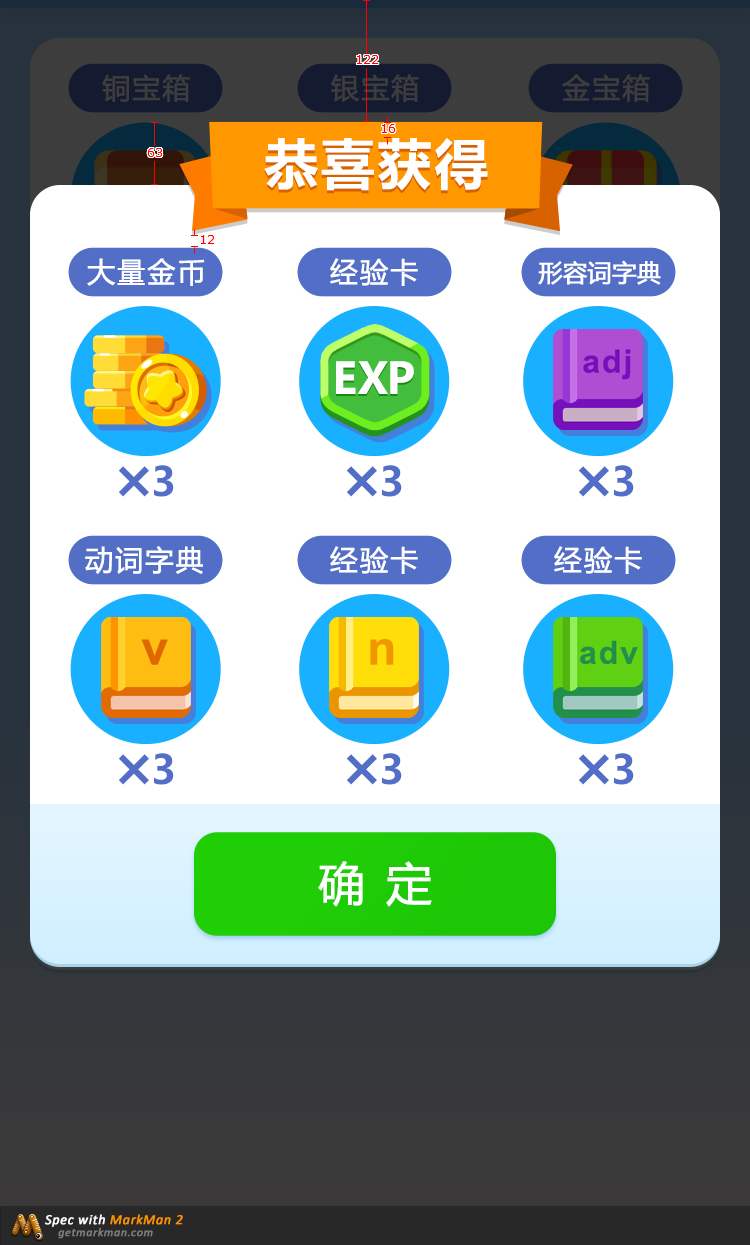 122
铜宝箱 银宝箱 金宝箱
16
63
恭喜获得
12
大量金币 经验卡 形容词字典
EXP adj
×3 ×3 ×3
动词字典 经验卡 经验卡
v n adv
×3 ×3 ×3
确 定
Spec with MarkMan 2
getmarkman.com